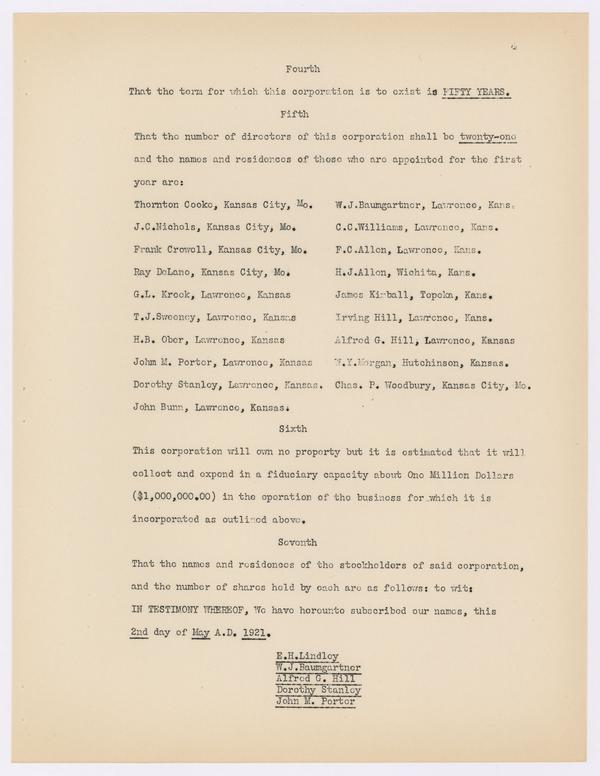 Fourth
That the term for which this corporation is to exist is FIFTY YEARS.
Fifth
That the number of directors of this corporation shall be twenty-one
and the names and residences of those who are appointed for the first
year are:
Thornton Cooke, Kansas City, Mo. W.J.Baumgartner, Lawrence, Kans.
J.C.Nichols, Kansas City, Mo. C.C.Williams, Lawrence, Kans.
Frank Crowell, Kansas City, Mo. F.C.Allen, Lawrence, Kans.
Ray DeLano, Kansas City, Mo. H.J.Allen, Wichita, Kans.
G.L. Kreek, Lawrence, Kansas James Kimball, Topeka, Kans.
T.J.Sweeney, Lawrence, Kansas Irving Hill, Lawrence, Kans.
H.B. Ober, Lawrence, Kansas Alfred G. Hill, Lawrence, Kansas
John M. Porter, Lawrence, Kansas W.Y.Morgan, Hutchinson, Kansas.
Dorothy Stanley, Lawrence, Kansas. Chas. P. Woodbury, Kansas City, Mo.
John Bunn, Lawrence, Kansas.
Sixth
This corporation will own no property but it is estimated that it will
collect and expend in a fiduciary capacity about One Million Dollars
($1,000,000.00) in the operation of the business for which it is
incorporated as outlined above.
Seventh
That the names and residences of the stockholders of said corporation,
and the number of shares held by each are as follows: to wit:
IN TESTIMONY WHEREOF, We have hereunto subscribed our names, this
2nd day of May A.D. 1921.
E.H.Lindley
W.J.Baumgartner
Alfred G. Hill
Dorothy Stanley
John M. Porter